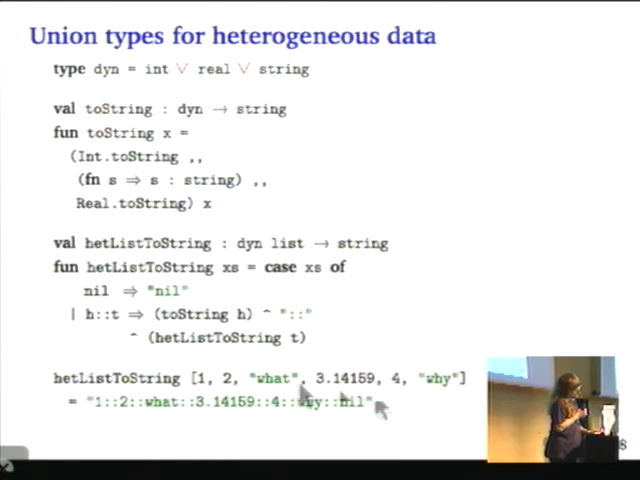 Union types for heterogeneous data
type dyn = int ∨ real ∨ string
val toString : dyn → string
fun toString x =
(Int.toString ,,
(fn s ⇒ s : string) ,,
Real.toString) x
val hetListToString : dyn list → string
fun hetListToString xs = case xs of
nil ⇒ "nil"
| h::t ⇒ (toString h) ^ "::"
^ (hetListToString t)
hetListToString [1, 2, "what", 3.14159, 4, "why"]
= "1::2::what::3.14159::4::why::nil"
8